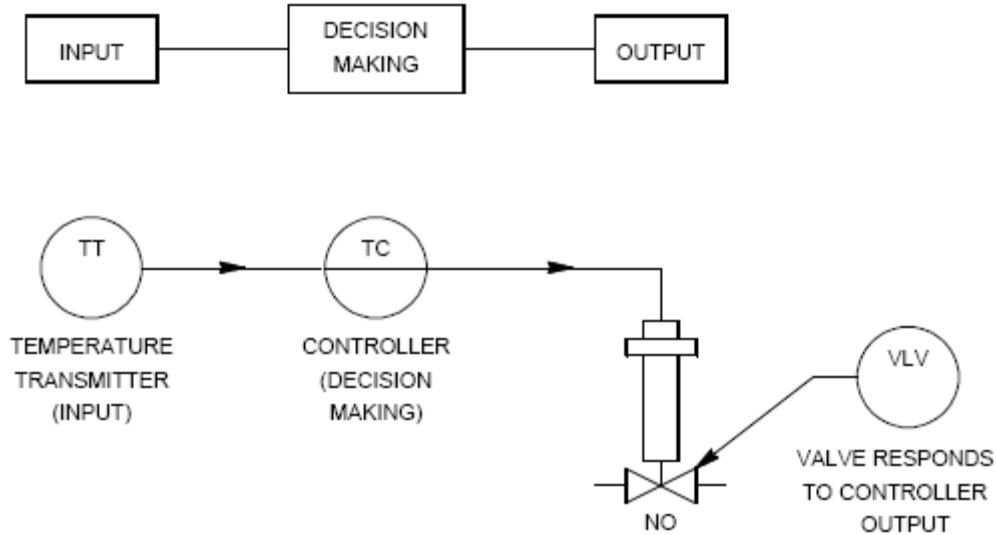 INPUT
DECISION
MAKING
OUTPUT
TT
TC
TEMPERATURE
TRANSMITTER
(INPUT)
CONTROLLER
(DECISION
MAKING)
VLV
VALVE RESPONDS
TO CONTROLLER
OUTPUT
NO